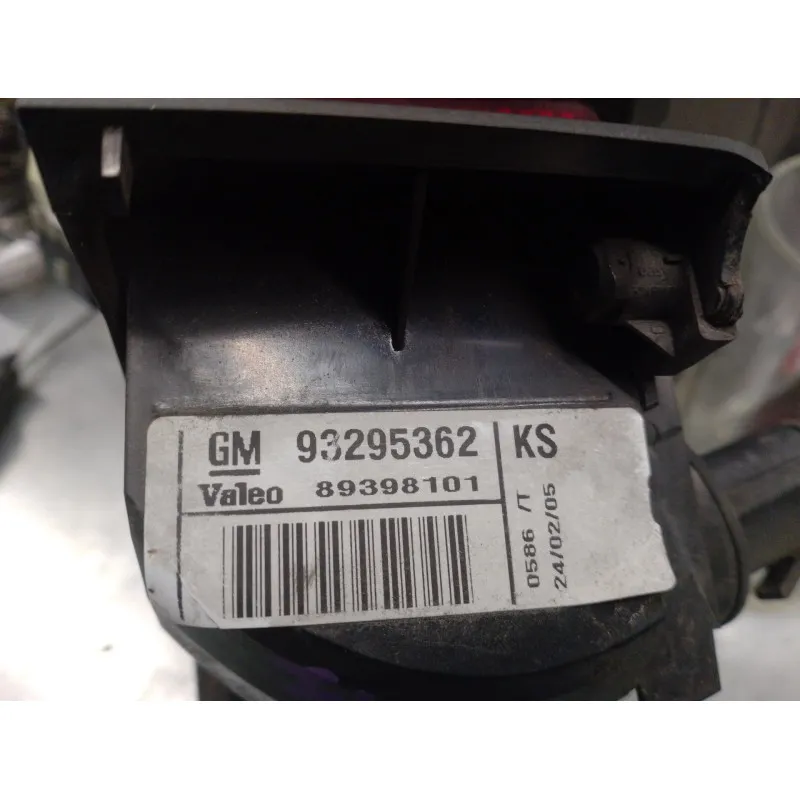 GM 93295362 KS
Valeo 89398101
0586 /T
24/02/05